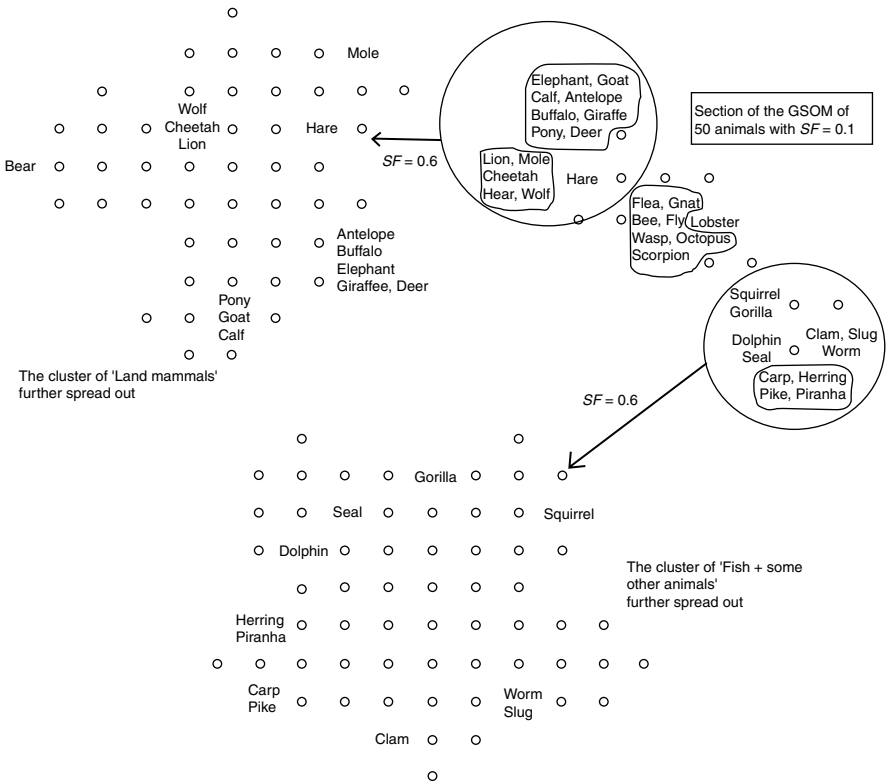 Mole
Wolf
Cheetah
Lion
Hare
Bear
Antelope
Buffalo
Elephant
Giraffee, Deer
Pony
Goat
Calf
The cluster of 'Land mammals'
further spread out
SF = 0.6
Elephant, Goat
Calf, Antelope
Buffalo, Giraffe
Pony, Deer
Lion, Mole
Cheetah
Hear, Wolf
Hare
Section of the GSOM of
50 animals with SF = 0.1
Flea, Gnat
Bee, Fly Lobster
Wasp, Octopus
Scorpion
Squirrel
Gorilla
Dolphin
Seal
Clam, Slug
Worm
Carp, Herring
Pike, Piranha
SF = 0.6
Gorilla
Seal
Squirrel
Dolphin
The cluster of 'Fish + some
other animals'
further spread out
Herring
Piranha
Carp
Pike
Worm
Slug
Clam